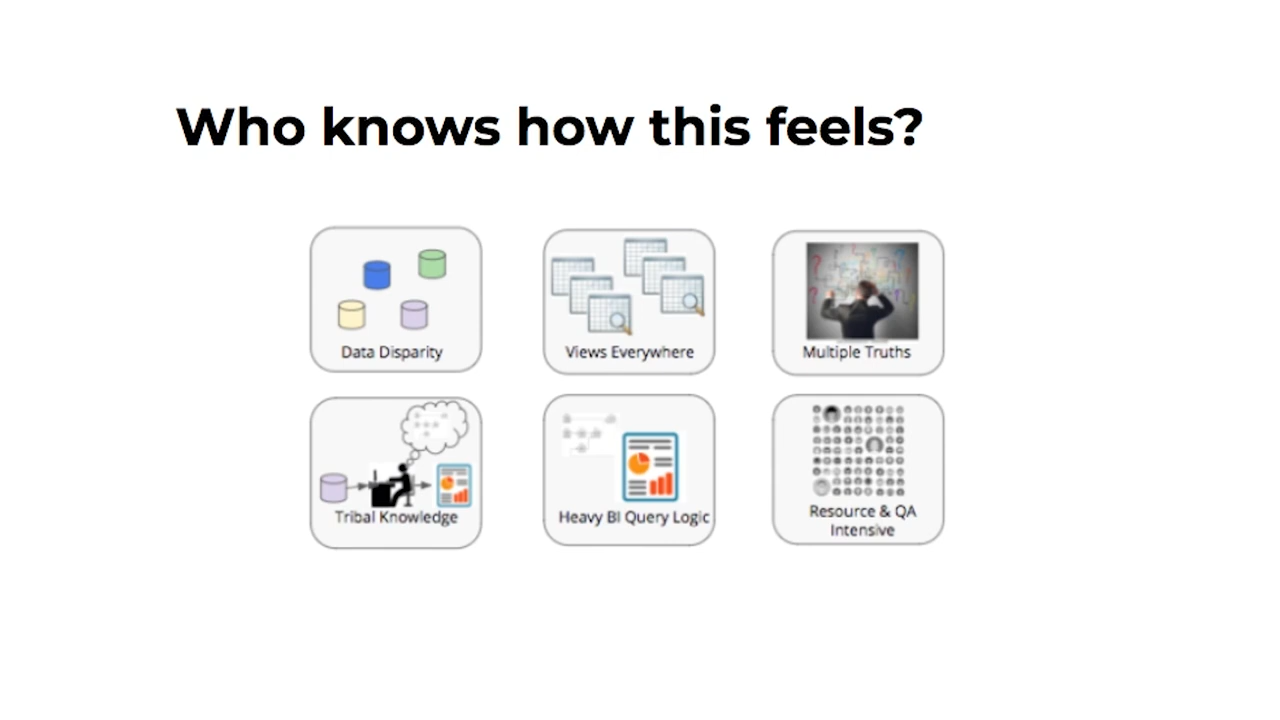 Who knows how this feels?
Data Disparity
Views Everywhere
Multiple Truths
Tribal Knowledge
Heavy BI Query Logic
Resource & QA
Intensive